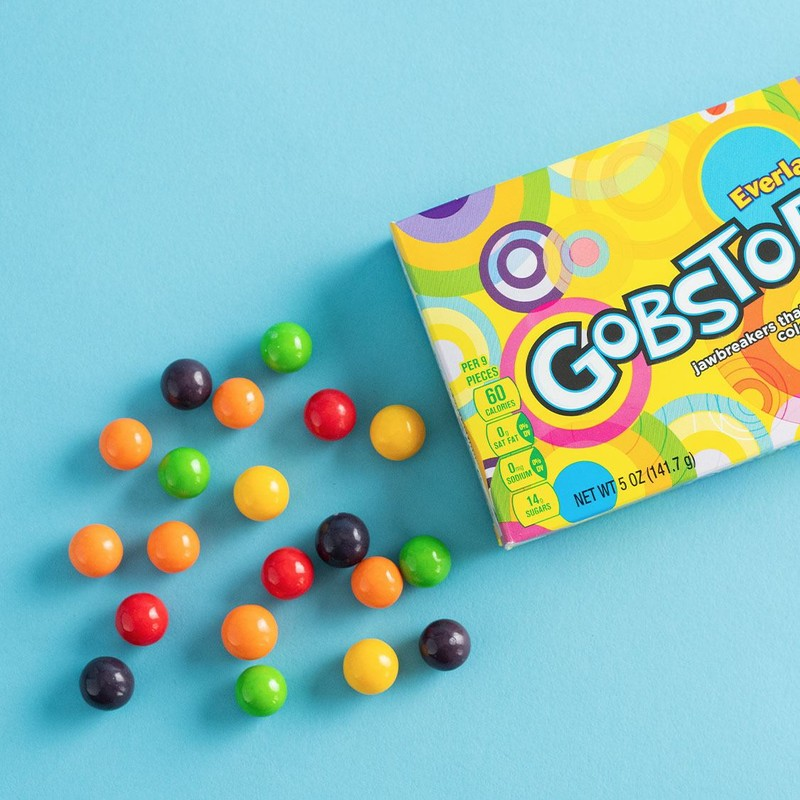 Everla
GOBSTO
jawbreakers tha
col
PER 9
PIECES
60
CALORIES
0g
SAT FAT
0%
DV
0mg
SODIUM
0%
DV
14g
SUGARS
NET WT 5 OZ (141.7 g)